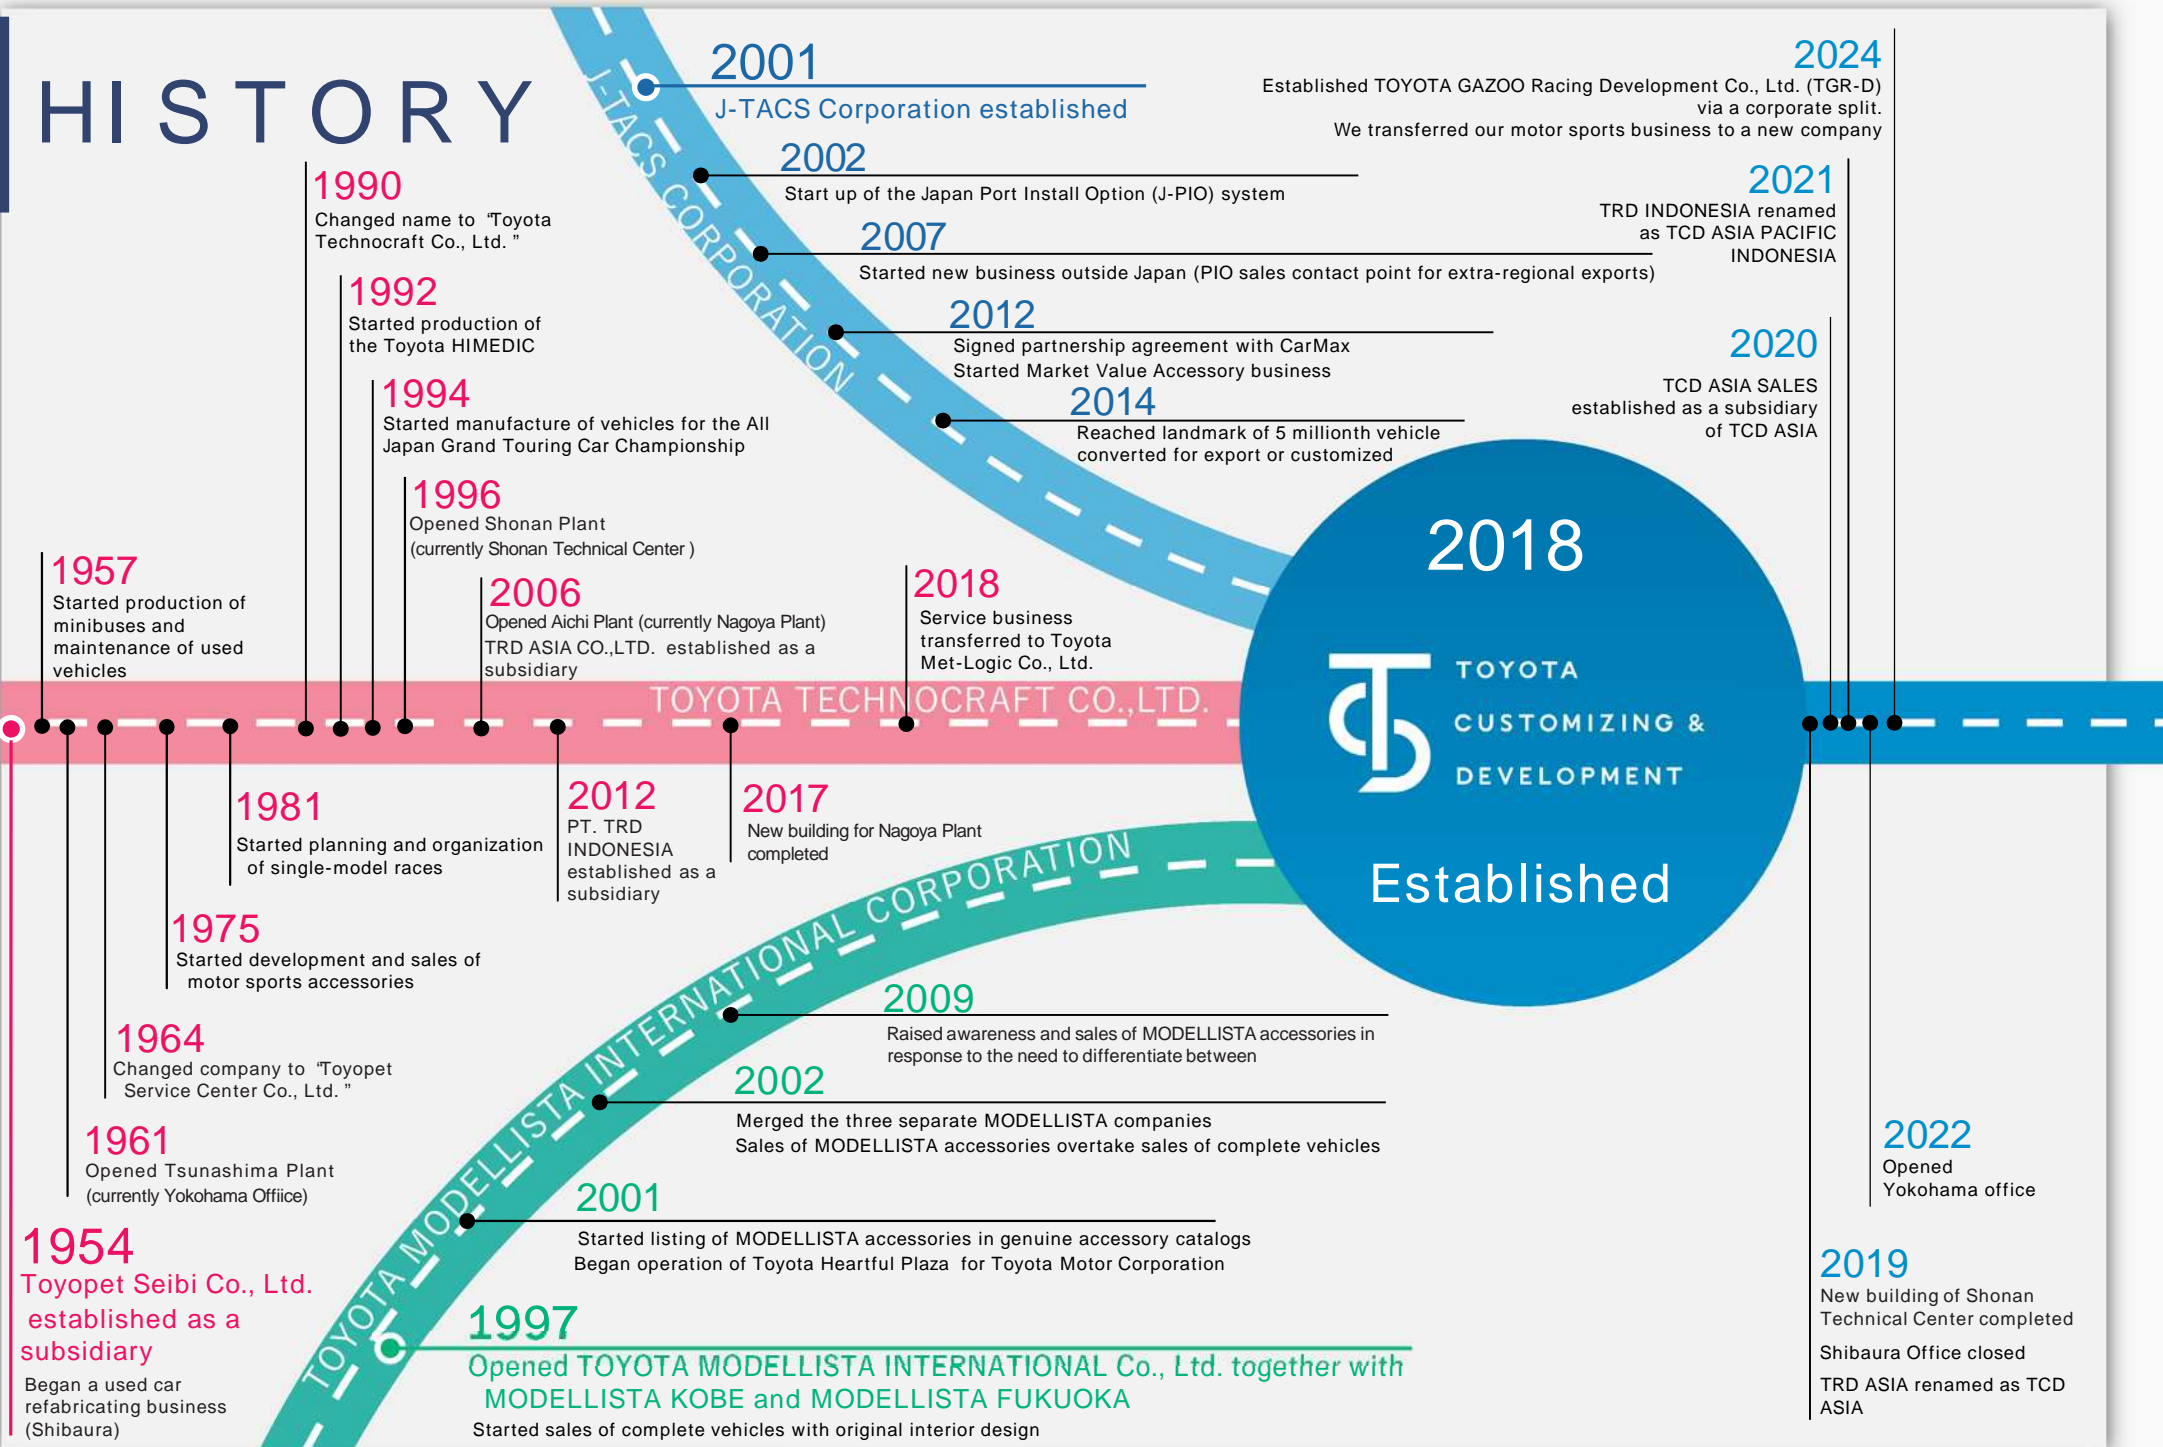 HISTORY
2001
J-TACS Corporation established
2002
Start up of the Japan Port Install Option (J-PIO) system
2007
Started new business outside Japan (PIO sales contact point for extra-regional exports)
2012
Signed partnership agreement with CarMax
Started Market Value Accessory business
2014
Reached landmark of 5 millionth vehicle
converted for export or customized
J-TACS CORPORATION
2024
Established TOYOTA GAZOO Racing Development Co., Ltd. (TGR-D)
via a corporate split.
We transferred our motor sports business to a new company
2021
TRD INDONESIA renamed
as TCD ASIA PACIFIC
INDONESIA
2020
TCD ASIA SALES
established as a subsidiary
of TCD ASIA
1990
Changed name to “Toyota
Technocraft Co., Ltd. ”
1992
Started production of
the Toyota HIMEDIC
1994
Started manufacture of vehicles for the All
Japan Grand Touring Car Championship
1996
Opened Shonan Plant
(currently Shonan Technical Center )
1957
Started production of
minibuses and
maintenance of used
vehicles
2006
Opened Aichi Plant (currently Nagoya Plant)
TRD ASIA CO.,LTD. established as a
subsidiary
2018
Service business
transferred to Toyota
Met-Logic Co., Ltd.
TOYOTA TECHNOCRAFT CO.,LTD.
2018
TOYOTA
CUSTOMIZING &
DEVELOPMENT
Established
1981
Started planning and organization
of single-model races
2012
PT. TRD
INDONESIA
established as a
subsidiary
2017
New building for Nagoya Plant
completed
1975
Started development and sales of
motor sports accessories
1964
Changed company to “Toyopet
Service Center Co., Ltd. ”
1961
Opened Tsunashima Plant
(currently Yokohama Offiice)
1954
Toyopet Seibi Co., Ltd.
established as a
subsidiary
Began a used car
refabricating business
(Shibaura)
TOYOTA MODELLISTA INTERNATIONAL CORPORATION
2009
Raised awareness and sales of MODELLISTA accessories in
response to the need to differentiate between
2002
Merged the three separate MODELLISTA companies
Sales of MODELLISTA accessories overtake sales of complete vehicles
2001
Started listing of MODELLISTA accessories in genuine accessory catalogs
Began operation of Toyota Heartful Plaza for Toyota Motor Corporation
1997
Opened TOYOTA MODELLISTA INTERNATIONAL Co., Ltd. together with
MODELLISTA KOBE and MODELLISTA FUKUOKA
Started sales of complete vehicles with original interior design
2022
Opened
Yokohama office
2019
New building of Shonan
Technical Center completed
Shibaura Office closed
TRD ASIA renamed as TCD
ASIA